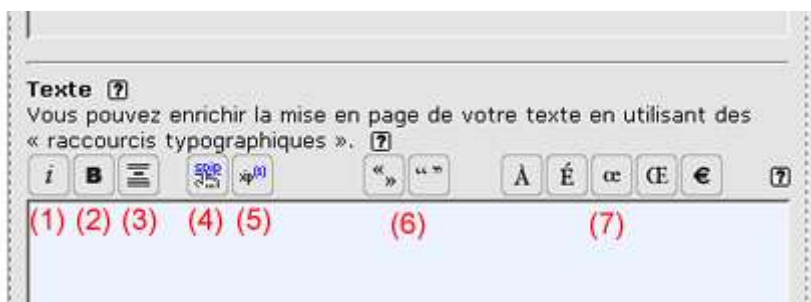 Texte ?
Vous pouvez enrichir la mise en page de votre texte en utilisant des
« raccourcis typographiques ». ?
i B « » “ ” À É œ Œ € ?
(1) (2) (3) (4) (5) (6) (7)